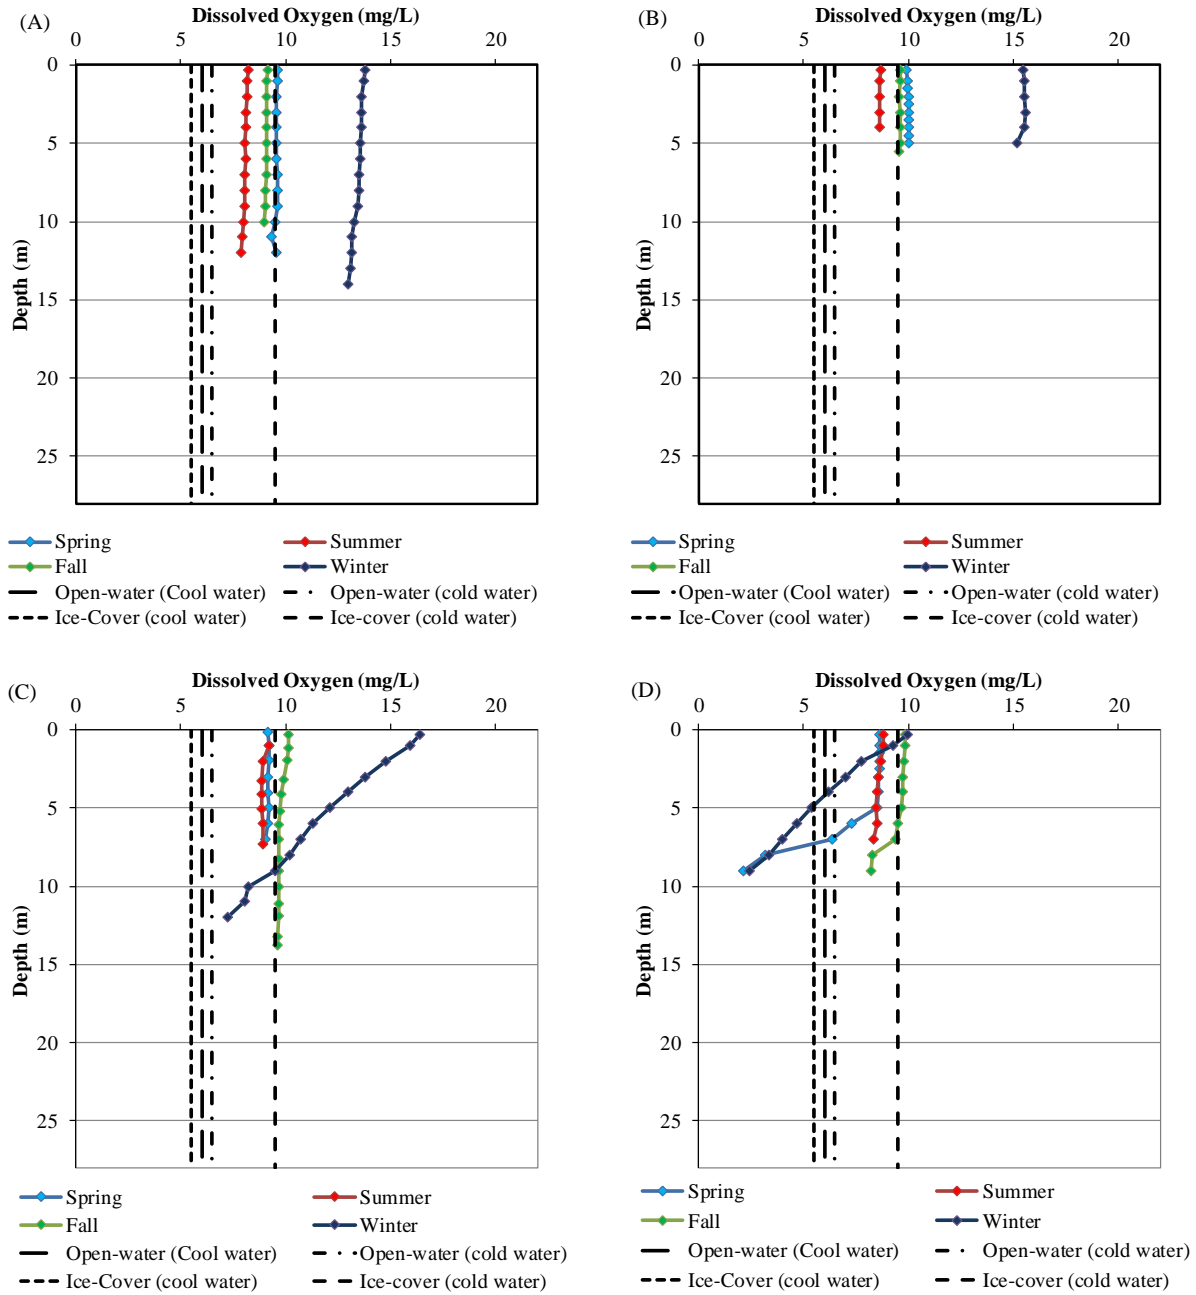 (A)
Dissolved Oxygen (mg/L)
0 5 10 15 20
0
5
10
15
20
25
Depth (m)
Spring Summer
Fall Winter
Open-water (Cool water) Open-water (cold water)
Ice-Cover (cool water) Ice-cover (cold water)
(B)
Dissolved Oxygen (mg/L)
0 5 10 15 20
0
5
10
15
20
25
Depth (m)
Spring Summer
Fall Winter
Open-water (Cool water) Open-water (cold water)
Ice-Cover (cool water) Ice-cover (cold water)
(C)
Dissolved Oxygen (mg/L)
0 5 10 15 20
0
5
10
15
20
25
Depth (m)
Spring Summer
Fall Winter
Open-water (Cool water) Open-water (cold water)
Ice-Cover (cool water) Ice-cover (cold water)
(D)
Dissolved Oxygen (mg/L)
0 5 10 15 20
0
5
10
15
20
25
Depth (m)
Spring Summer
Fall Winter
Open-water (Cool water) Open-water (cold water)
Ice-Cover (cool water) Ice-cover (cold water)